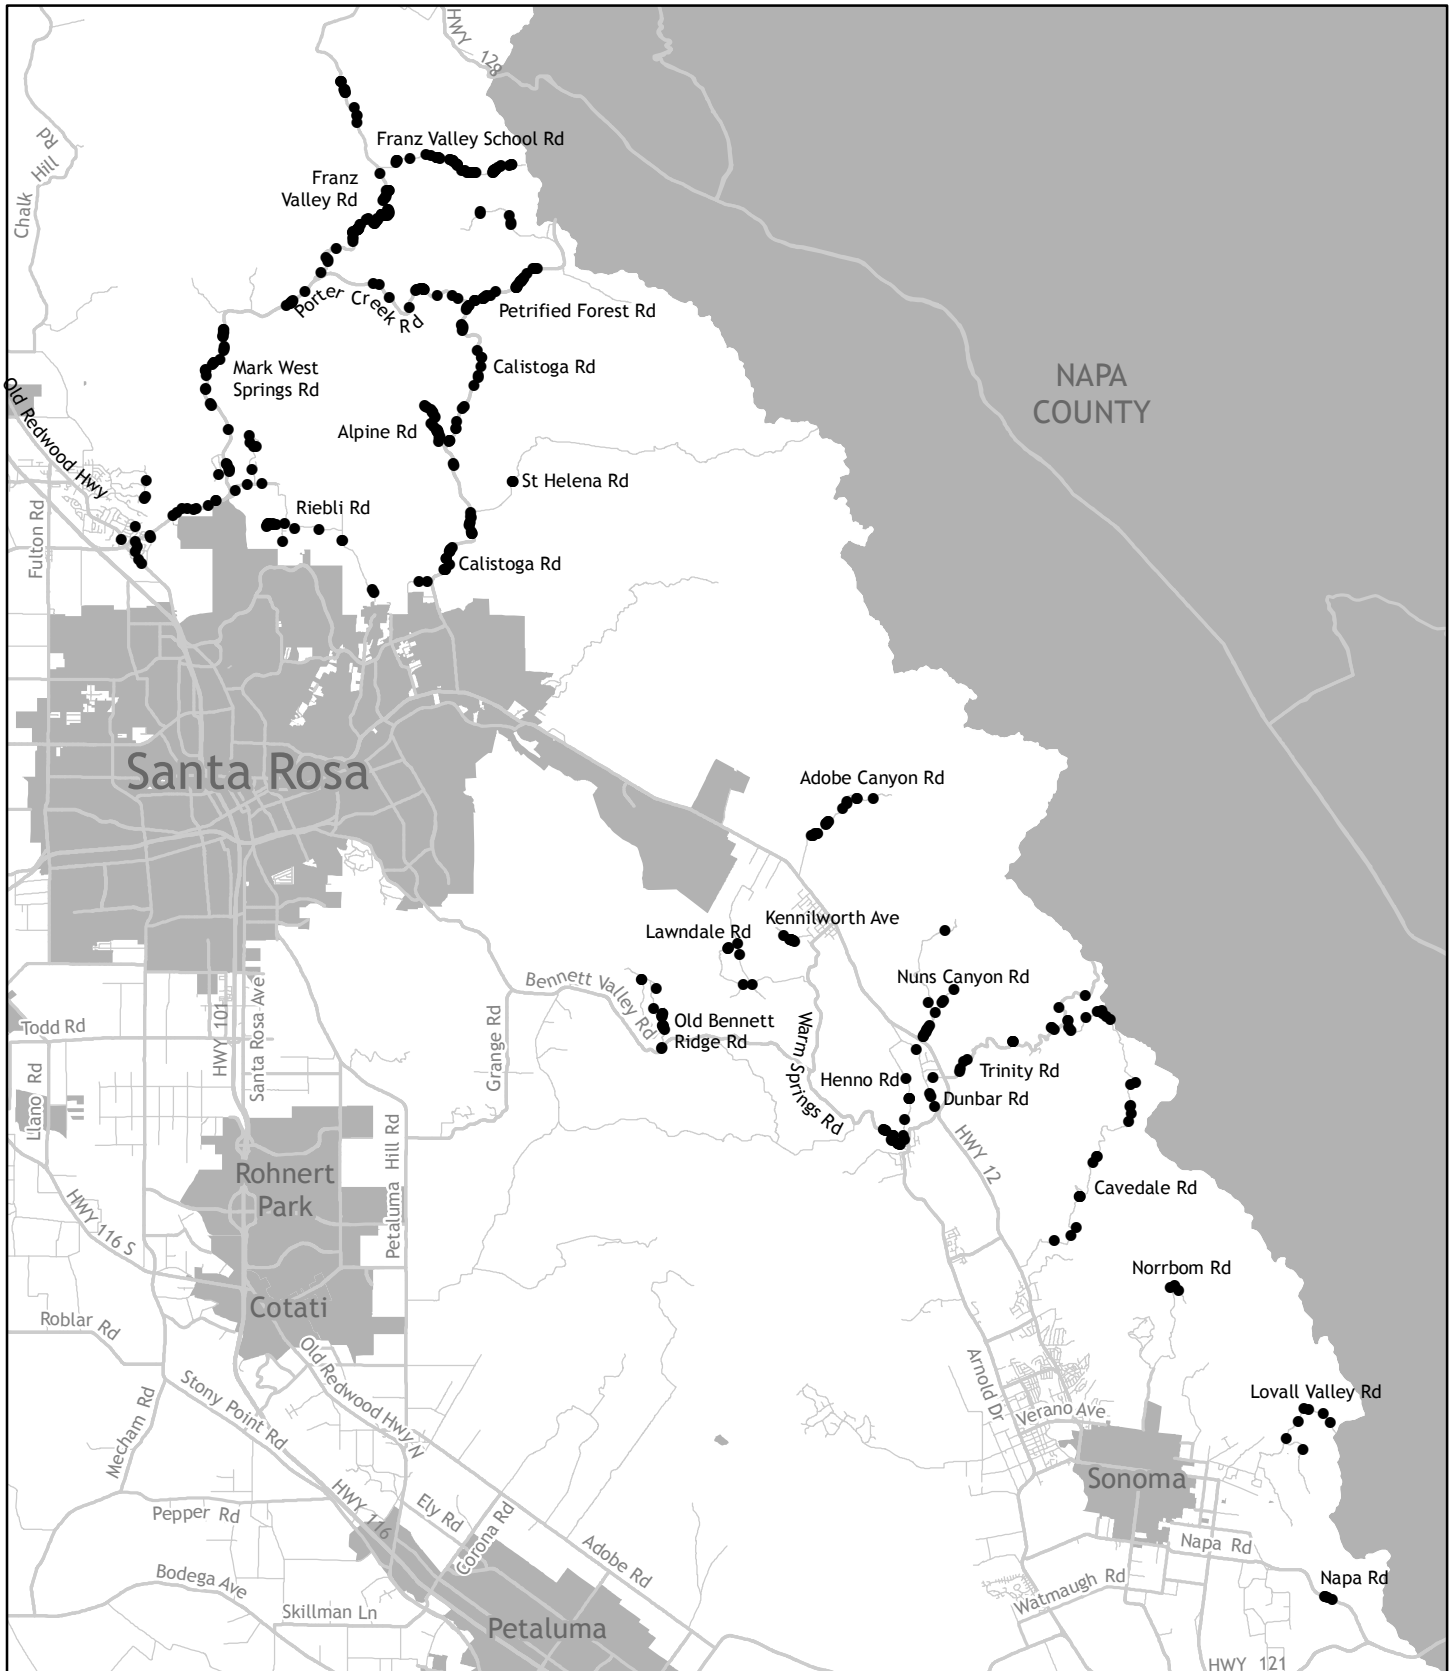 HWY 128
Chalk Hill Rd
Franz Valley School Rd
Franz
Valley Rd
Porter Creek Rd
Petrified Forest Rd
Mark West
Springs Rd
Calistoga Rd
NAPA
COUNTY
Old Redwood Hwy
Alpine Rd
St Helena Rd
Riebli Rd
Fulton Rd
Calistoga Rd
Santa Rosa
Adobe Canyon Rd
Kennilworth Ave
Lawndale Rd
Nuns Canyon Rd
Bennett Valley Rd
Old Bennett
Ridge Rd
Todd Rd
HWY 101
Santa Rosa Ave
Grange Rd
Warm Springs Rd
Henno Rd
Trinity Rd
Dunbar Rd
Llano Rd
Petaluma Hill Rd
HWY 12
Rohnert
Park
HWY 116 S
Cavedale Rd
Norrbom Rd
Cotati
Roblar Rd
Old Redwood Hwy N
Stony Point Rd
Mecham Rd
Arnold Dr
Verano Ave
Lovall Valley Rd
Sonoma
HWY 116
Pepper Rd
Ely Rd
Corona Rd
Adobe Rd
Napa Rd
Napa Rd
Bodega Ave
Watmaugh Rd
Skillman Ln
Petaluma
HWY 121